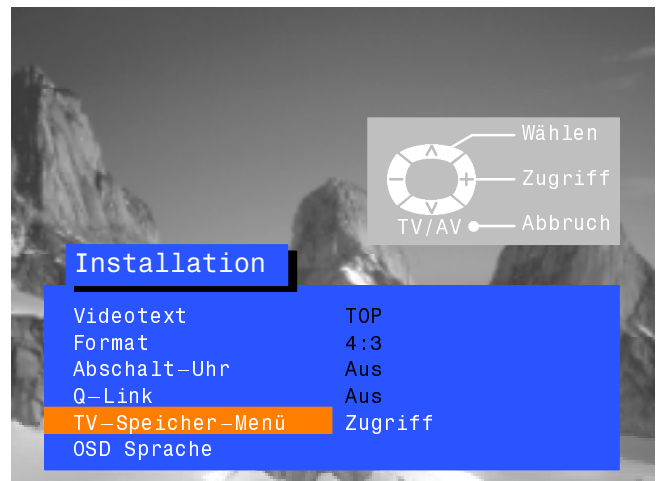 Wählen
Zugriff
TV/AV Abbruch
Installation
Videotext TOP
Format 4:3
Abschalt–Uhr Aus
Q–Link Aus
TV–Speicher–Menü Zugriff
OSD Sprache